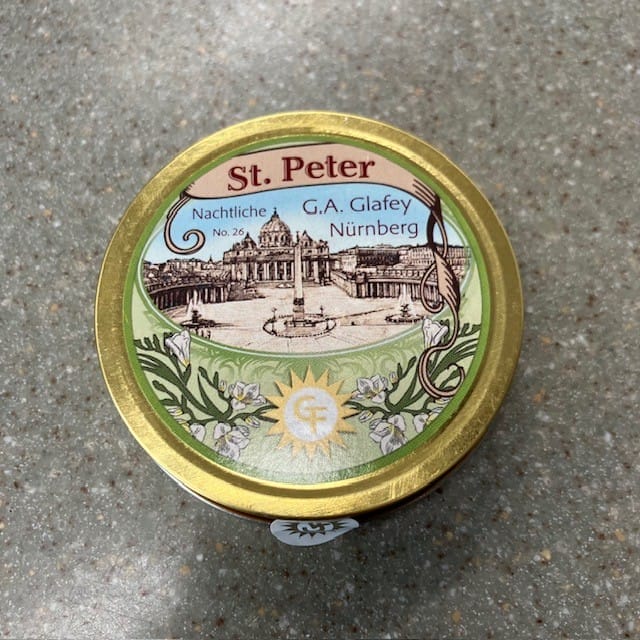 St. Peter
Nachtliche
No. 26
G.A. Glafey
Nürnberg
GF